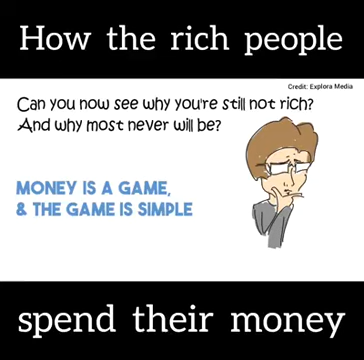 How the rich people
Credit: Explora Media
Can you now see why you're still not rich?
And why most never will be?
MONEY IS A GAME,
& THE GAME IS SIMPLE
spend their money